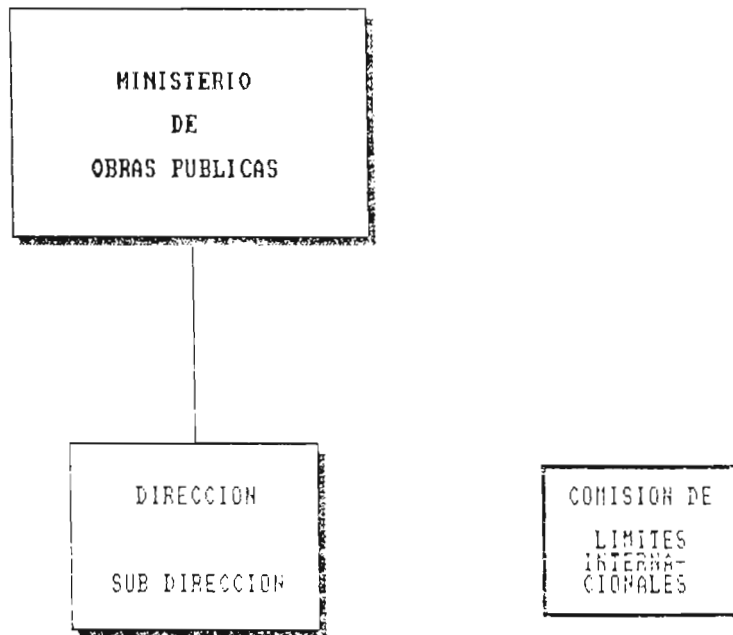 MINISTERIO
DE
OBRAS PUBLICAS
DIRECCION
SUB DIRECCION
COMISION DE
LIMITES
INTERNA-
CIONALES